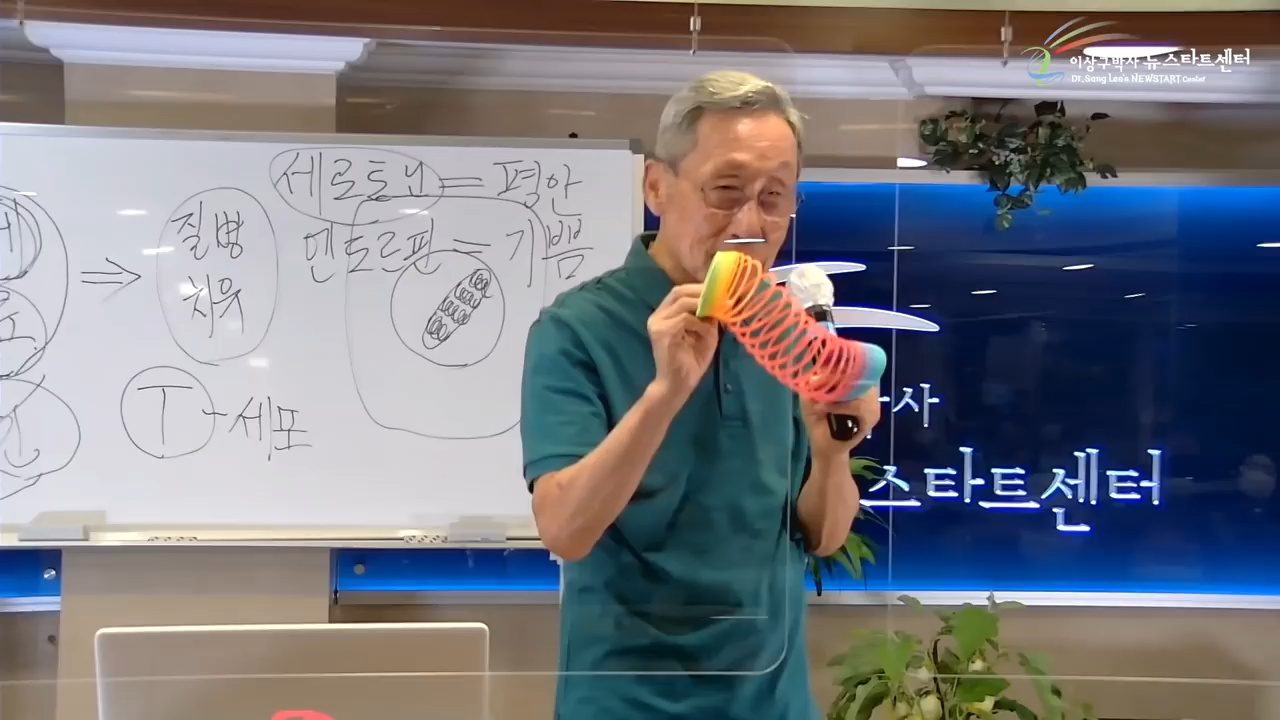 이상구박사 뉴스타트센터
Dr. Sang Lee's NEWSTART Center
세로토닌 = 평안
엔도르핀 = 기쁨
질병
치유
T-세포
사
스타트센터